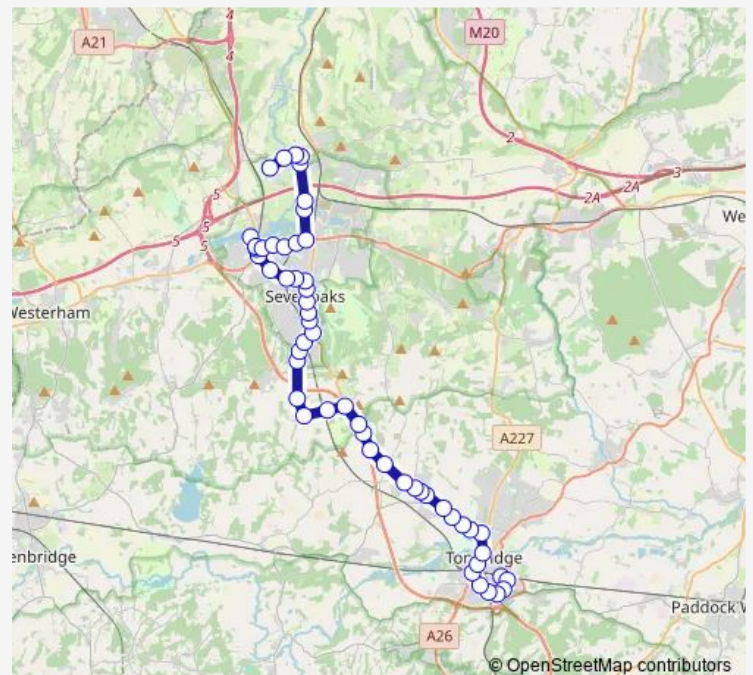 4
A21
M20
4
2
3
2A
2A
5
5
5
5
Westerham
Sevenoaks
We
A227
enbridge
Tonbridge
Paddock W
A26
© OpenStreetMap contributors